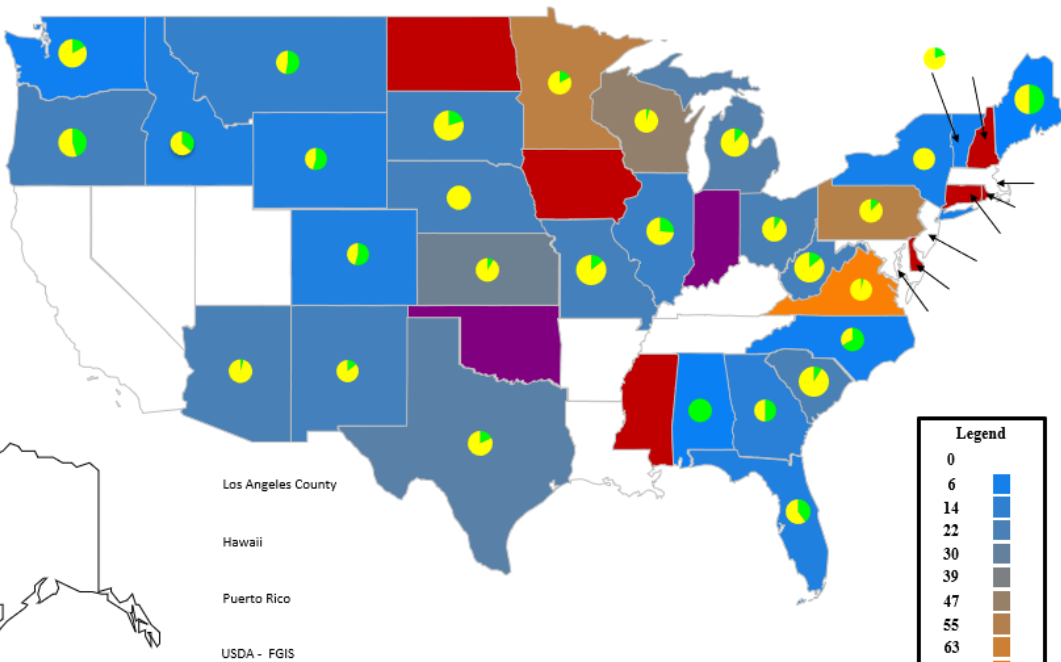 Los Angeles County
Hawaii
Puerto Rico
USDA - FGIS
Legend
0
6
14
22
30
39
47
55
63